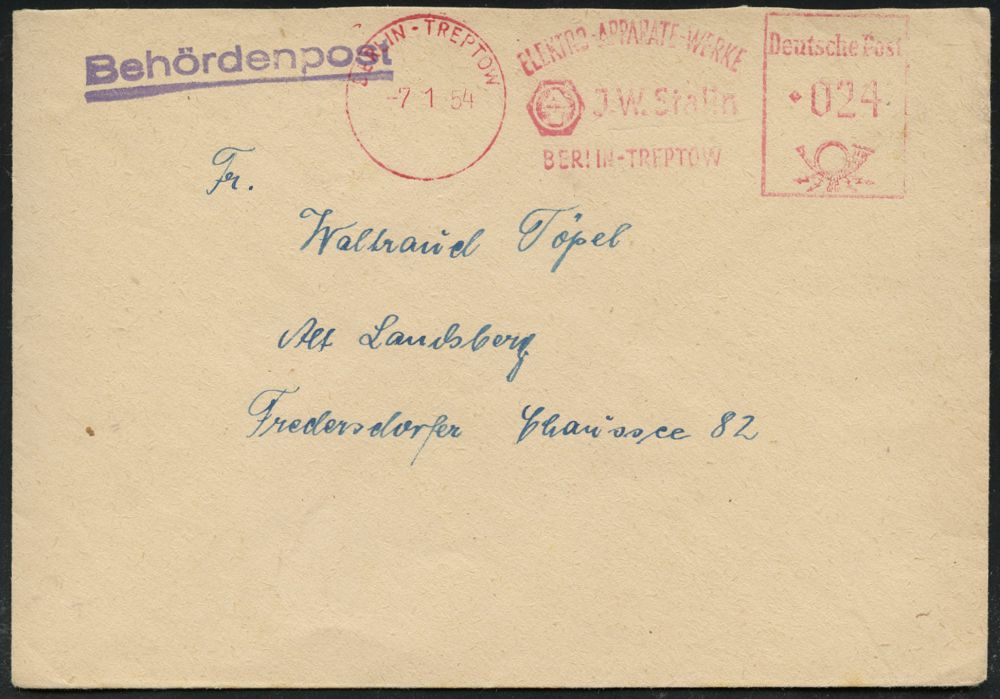 Behördenpost
BERLIN-TREPTOW
-7 1 54
ELEKTRO-APPARATE-WERKE
J.W. Stalin
BERLIN-TREPTOW
Deutsche Post
024
Fr.
Waltraud Töpel
Alt Landsberg
Fredersdorfer Chaussee 82